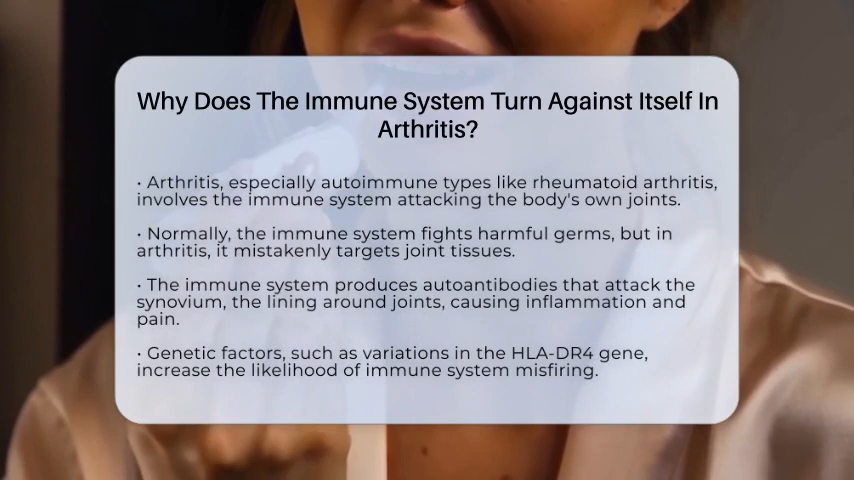 Why Does The Immune System Turn Against Itself In
Arthritis?
• Arthritis, especially autoimmune types like rheumatoid arthritis,
involves the immune system attacking the body's own joints.
• Normally, the immune system fights harmful germs, but in
arthritis, it mistakenly targets joint tissues.
• The immune system produces autoantibodies that attack the
synovium, the lining around joints, causing inflammation and
pain.
• Genetic factors, such as variations in the HLA-DR4 gene,
increase the likelihood of immune system misfiring.